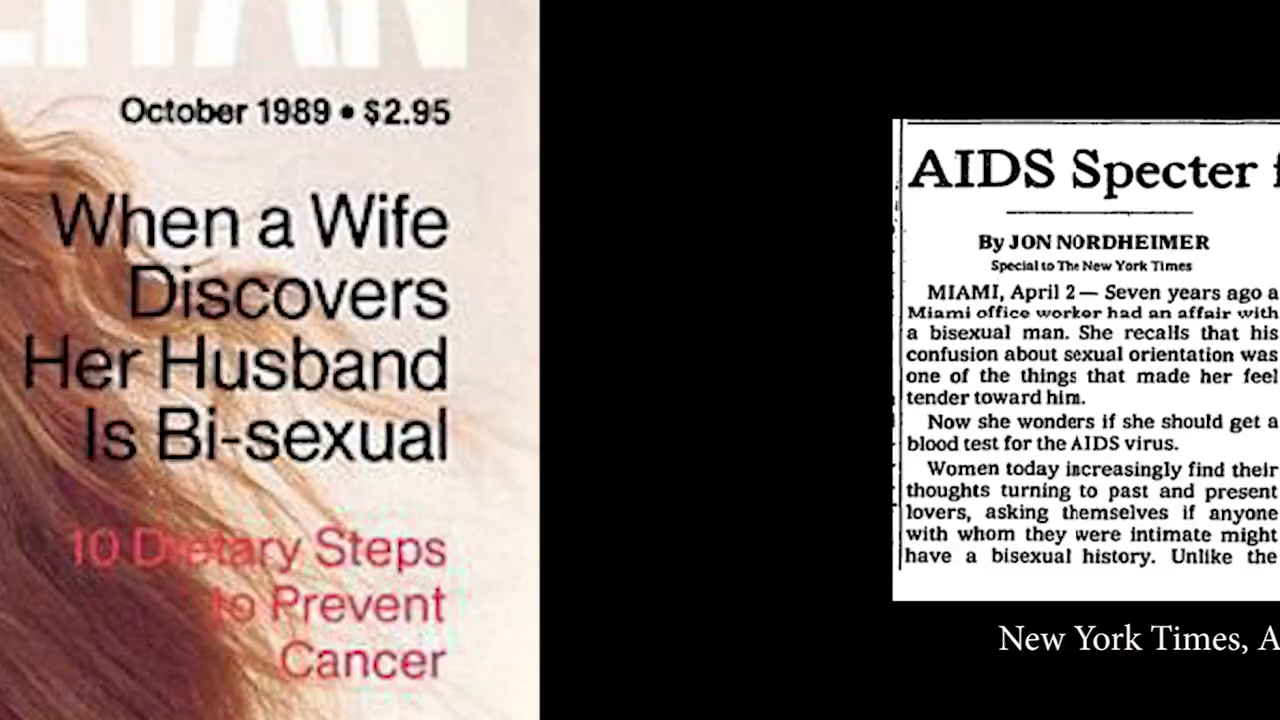 October 1989 • $2.95
When a Wife
Discovers
Her Husband
Is Bi-sexual
10 Dietary Steps
to Prevent
Cancer
AIDS Specter
By JON NORDHEIMER
Special to The New York Times
MIAMI, April 2 — Seven years ago a
Miami office worker had an affair with
a bisexual man. She recalls that his
confusion about sexual orientation was
one of the things that made her feel
tender toward him.
Now she wonders if she should get a
blood test for the AIDS virus.
Women today increasingly find their
thoughts turning to past and present
lovers, asking themselves if anyone
with whom they were intimate might
have a bisexual history. Unlike the
New York Times,